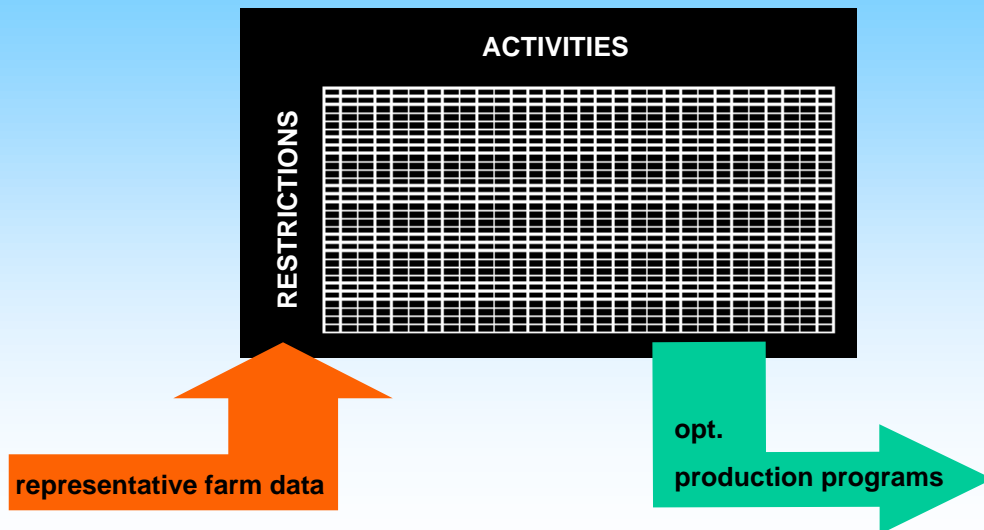 ACTIVITIES
RESTRICTIONS
representative farm data
opt.
production programs